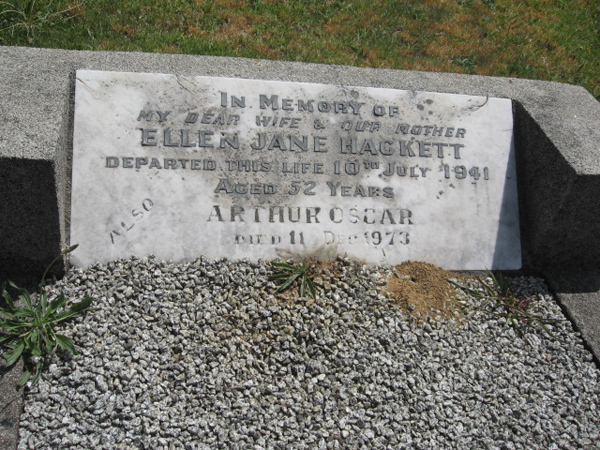 In Memory of
my dear wife & our mother
Ellen Jane Hackett
departed this life 10th July 1941
Aged 52 Years
also
Arthur Oscar
Died 11 Dec 1973